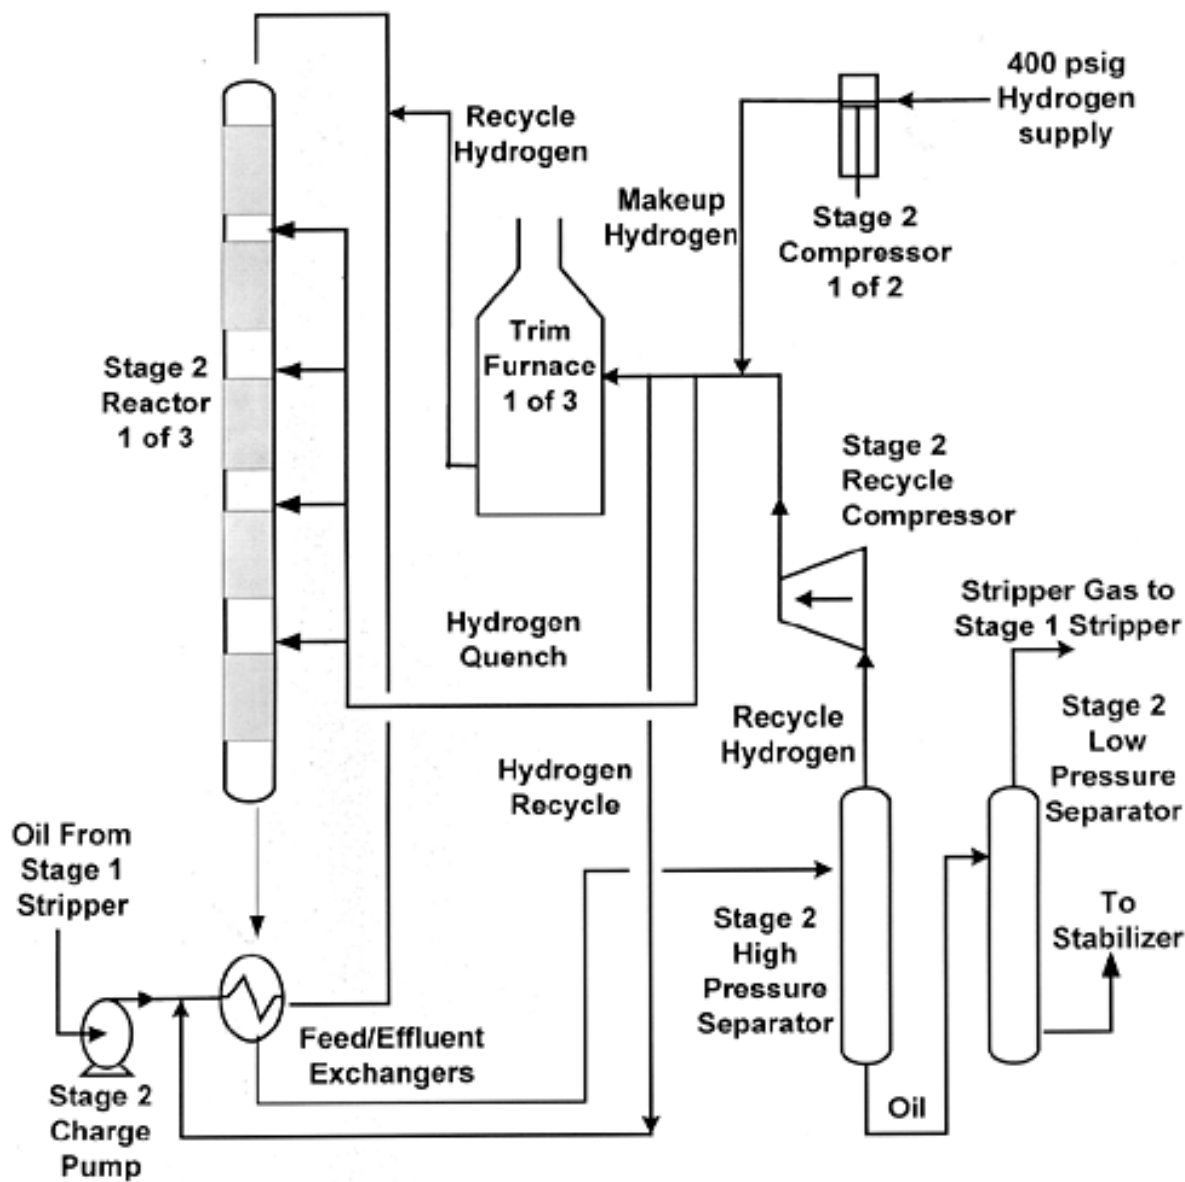 400 psig
Hydrogen
supply
Recycle
Hydrogen
Makeup
Hydrogen
Stage 2
Compressor
1 of 2
Trim
Furnace
1 of 3
Stage 2
Reactor
1 of 3
Stage 2
Recycle
Compressor
Stripper Gas to
Stage 1 Stripper
Hydrogen
Quench
Recycle
Hydrogen
Stage 2
Low
Pressure
Separator
Hydrogen
Recycle
Oil From
Stage 1
Stripper
Stage 2
High
Pressure
Separator
To
Stabilizer
Feed/Effluent
Exchangers
Stage 2
Charge
Pump
Oil